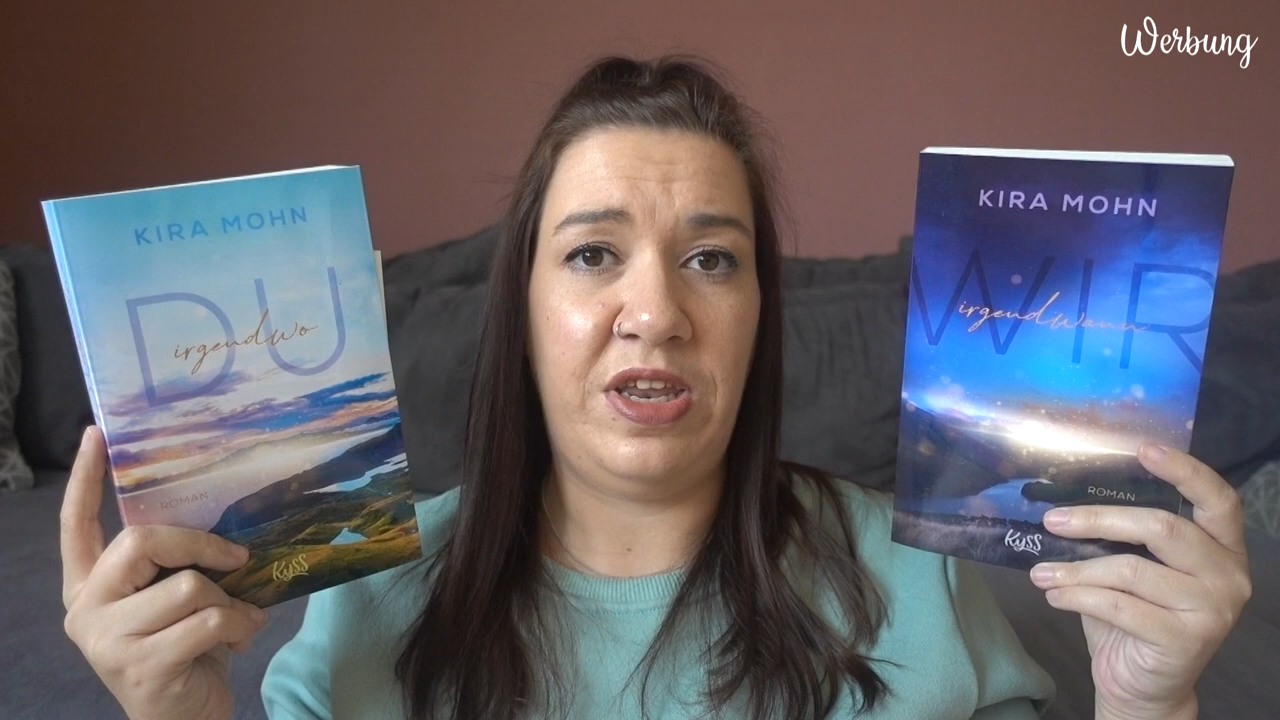 Werbung
KIRA MOHN
DU
irgendwo
ROMAN
KYSS
KIRA MOHN
WIR
irgendwann
ROMAN
KYSS